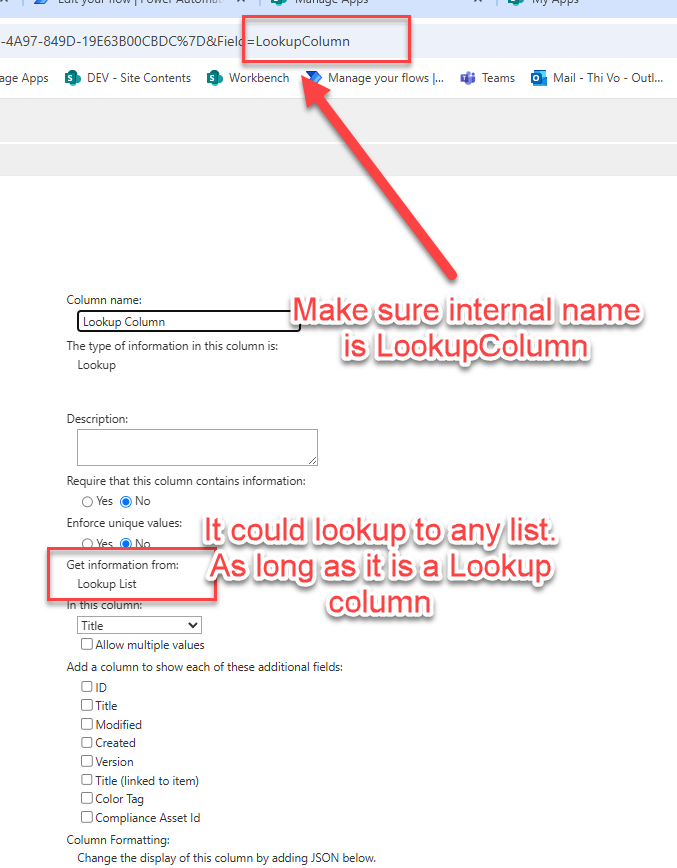 Edit your flow | Power Automat
Manage Apps
My Apps
-4A97-849D-19E63B00CBDC%7D&Field=LookupColumn
age Apps
DEV - Site Contents
Workbench
Manage your flows |...
Teams
Mail - Thi Vo - Outl...
Column name:
Lookup Column
Make sure internal name
is LookupColumn
The type of information in this column is:
Lookup
Description:
Require that this column contains information:
Yes No
Enforce unique values:
Yes No
It could lookup to any list.
As long as it is a Lookup
column
Get information from:
Lookup List
In this column:
Title
Allow multiple values
Add a column to show each of these additional fields:
ID
Title
Modified
Created
Version
Title (linked to item)
Color Tag
Compliance Asset Id
Column Formatting:
Change the display of this column by adding JSON below.